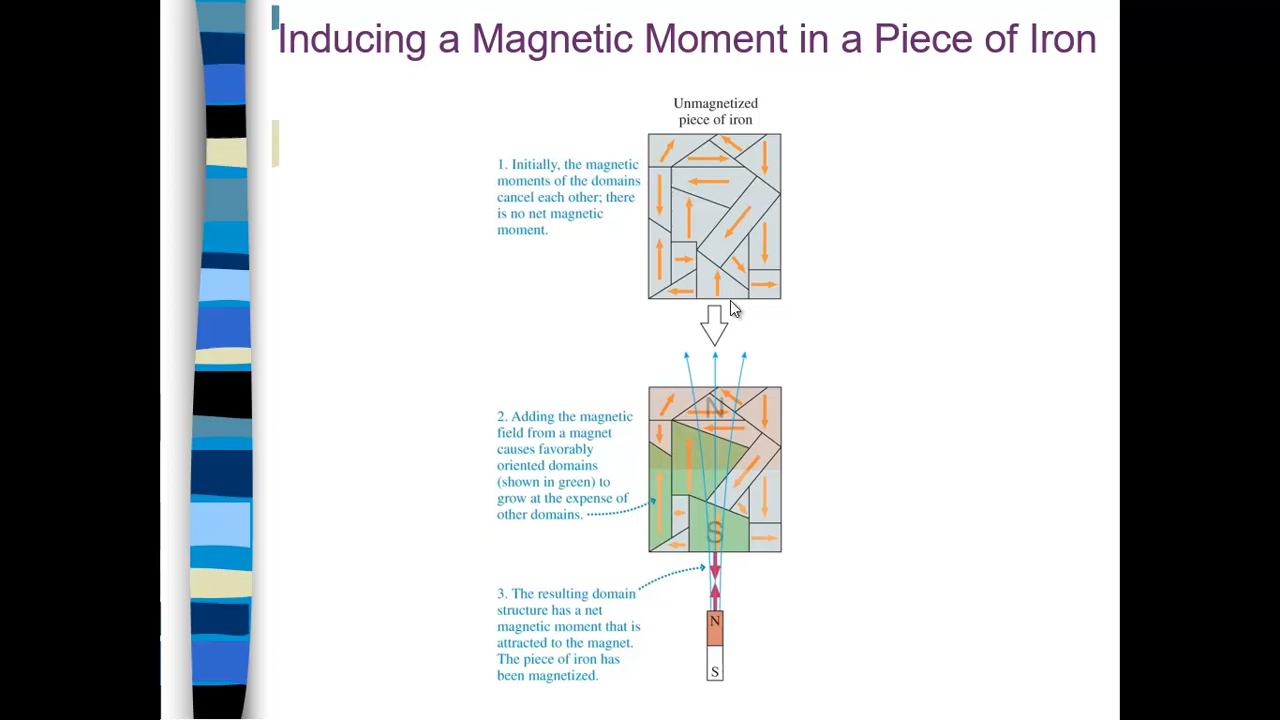 Inducing a Magnetic Moment in a Piece of Iron
Unmagnetized
piece of iron
1. Initially, the magnetic
moments of the domains
cancel each other; there
is no net magnetic
moment.
2. Adding the magnetic
field from a magnet
causes favorably
oriented domains
(shown in green) to
grow at the expense of
other domains.
N
S
3. The resulting domain
structure has a net
magnetic moment that is
attracted to the magnet.
The piece of iron has
been magnetized.
N
S